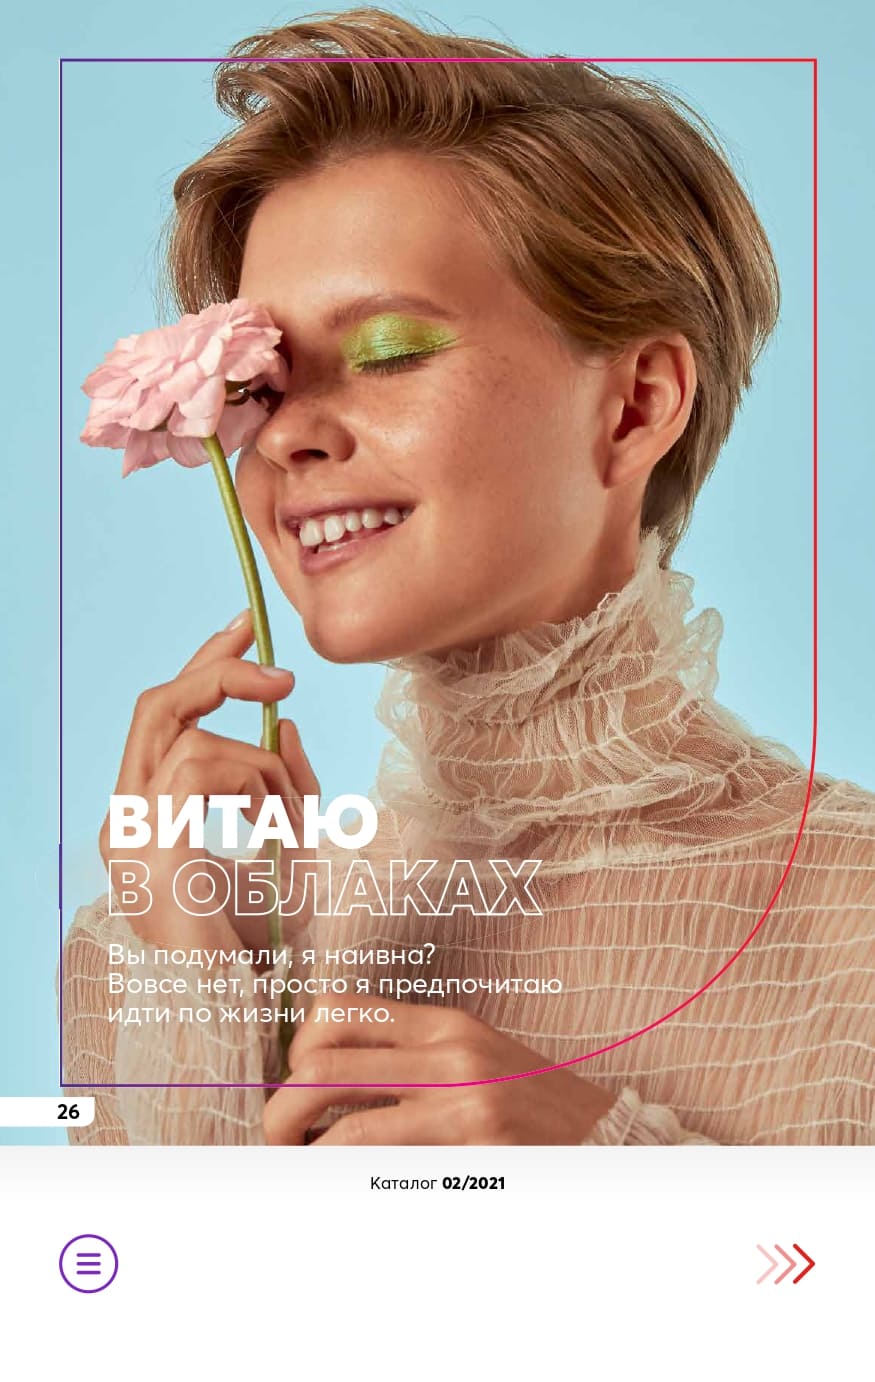 ВИТАЮ
В ОБЛАКАХ
Вы подумали, я наивна?
Вовсе нет, просто я предпочитаю
идти по жизни легко.
26
Каталог 02/2021